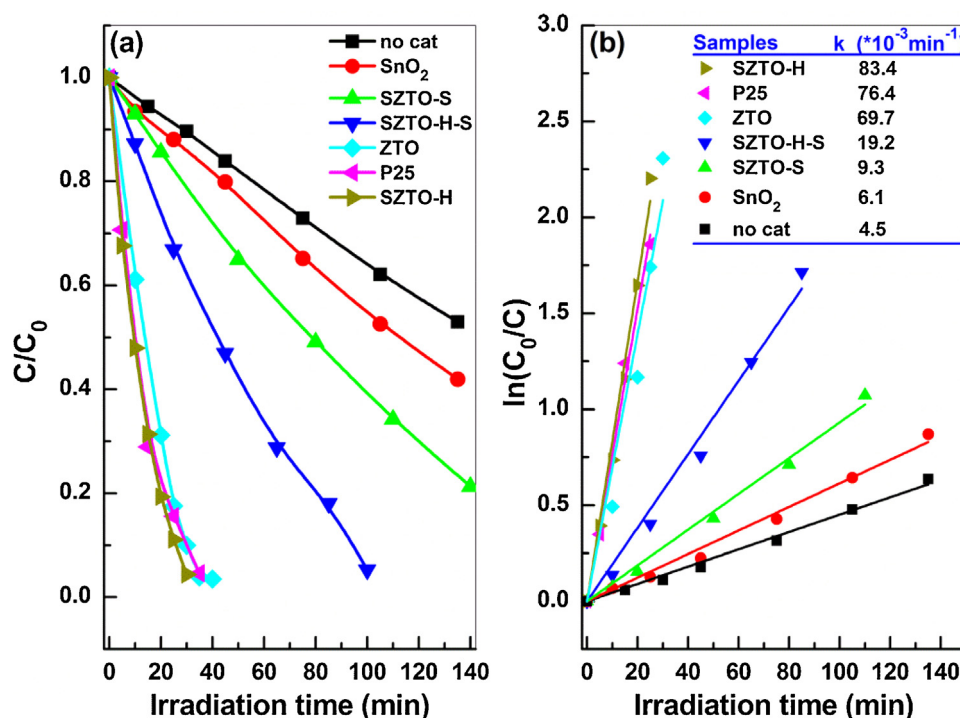 (a)
no cat
SnO₂
SZTO-S
SZTO-H-S
ZTO
P25
SZTO-H
1.0
0.8
0.6
0.4
0.2
0.0
C/C₀
0 20 40 60 80 100 120 140
Irradiation time (min)
(b)
Samples k (*10⁻³min⁻¹
SZTO-H 83.4
P25 76.4
ZTO 69.7
SZTO-H-S 19.2
SZTO-S 9.3
SnO₂ 6.1
no cat 4.5
3.0
2.5
2.0
1.5
1.0
0.5
0.0
ln(C₀/C)
0 20 40 60 80 100 120 140
Irradiation time (min)